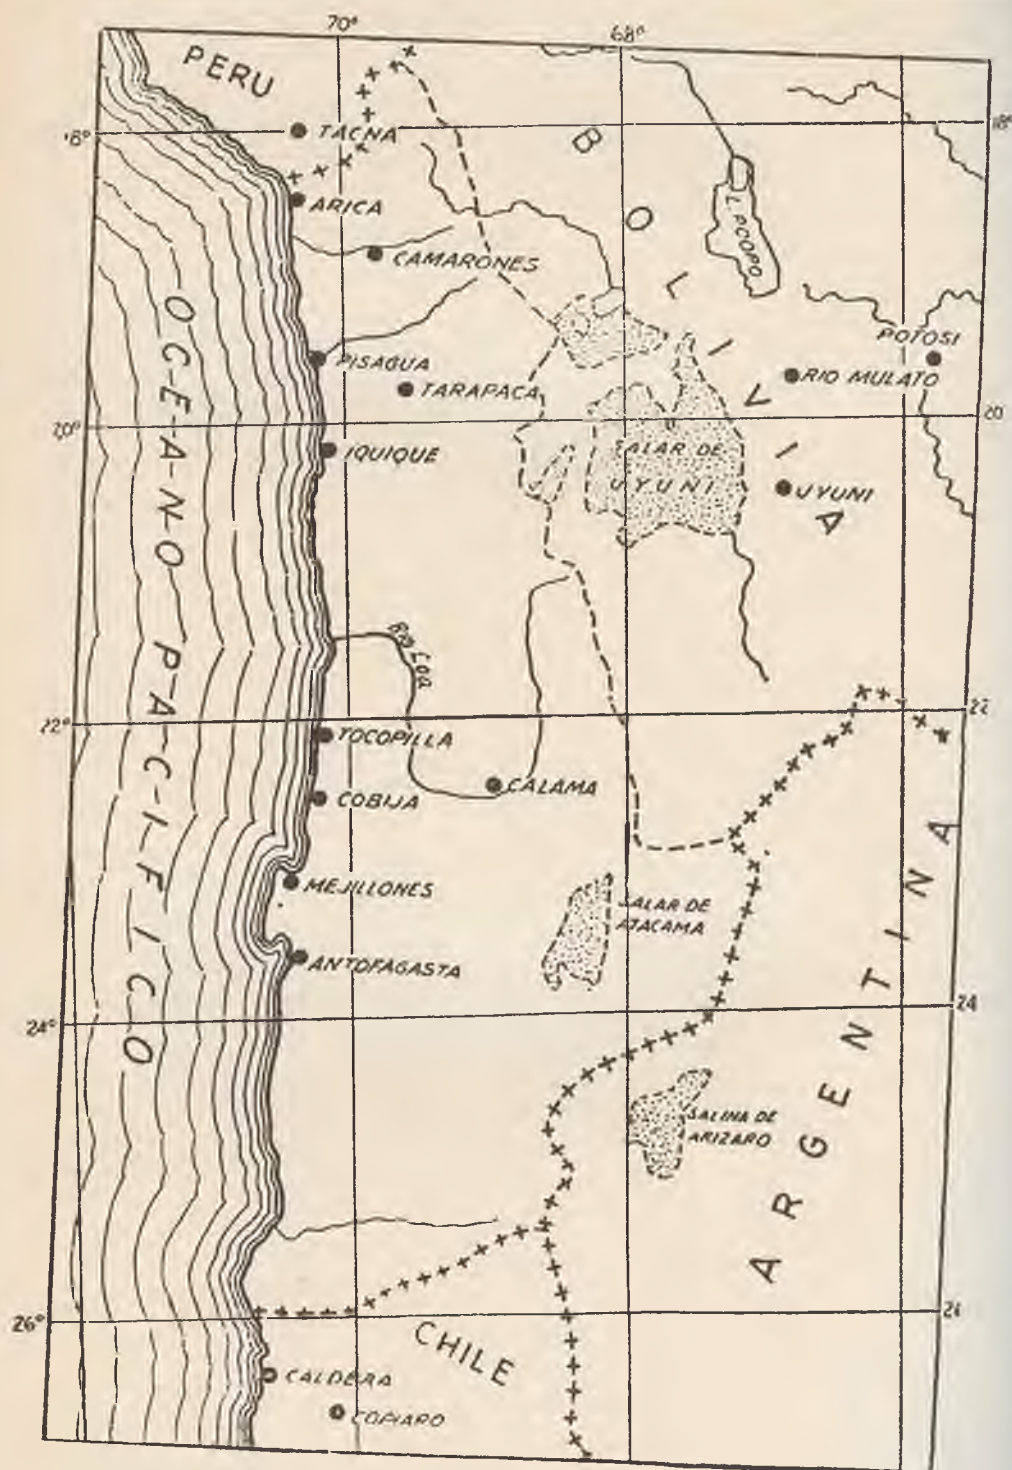 70°
68°
PERU
18°
TACNA
18°
BOLIVIA
ARICA
L. POOPO
CAMARONES
PISAGUA
POTOSI
RIO MULATO
TARAPACA
20°
20
IQUIQUE
SALAR DE
UYUNI
UYUNI
OCEANO PACIFICO
Rio Loa
22°
22
TOCOPILLA
CALAMA
COBIJA
MEJILLONES
SALAR DE
ATACAMA
ANTOFAGASTA
24°
24
ARGENTINA
SALINA DE
ARIZARO
26°
26
CHILE
CALDERA
COPIAPO